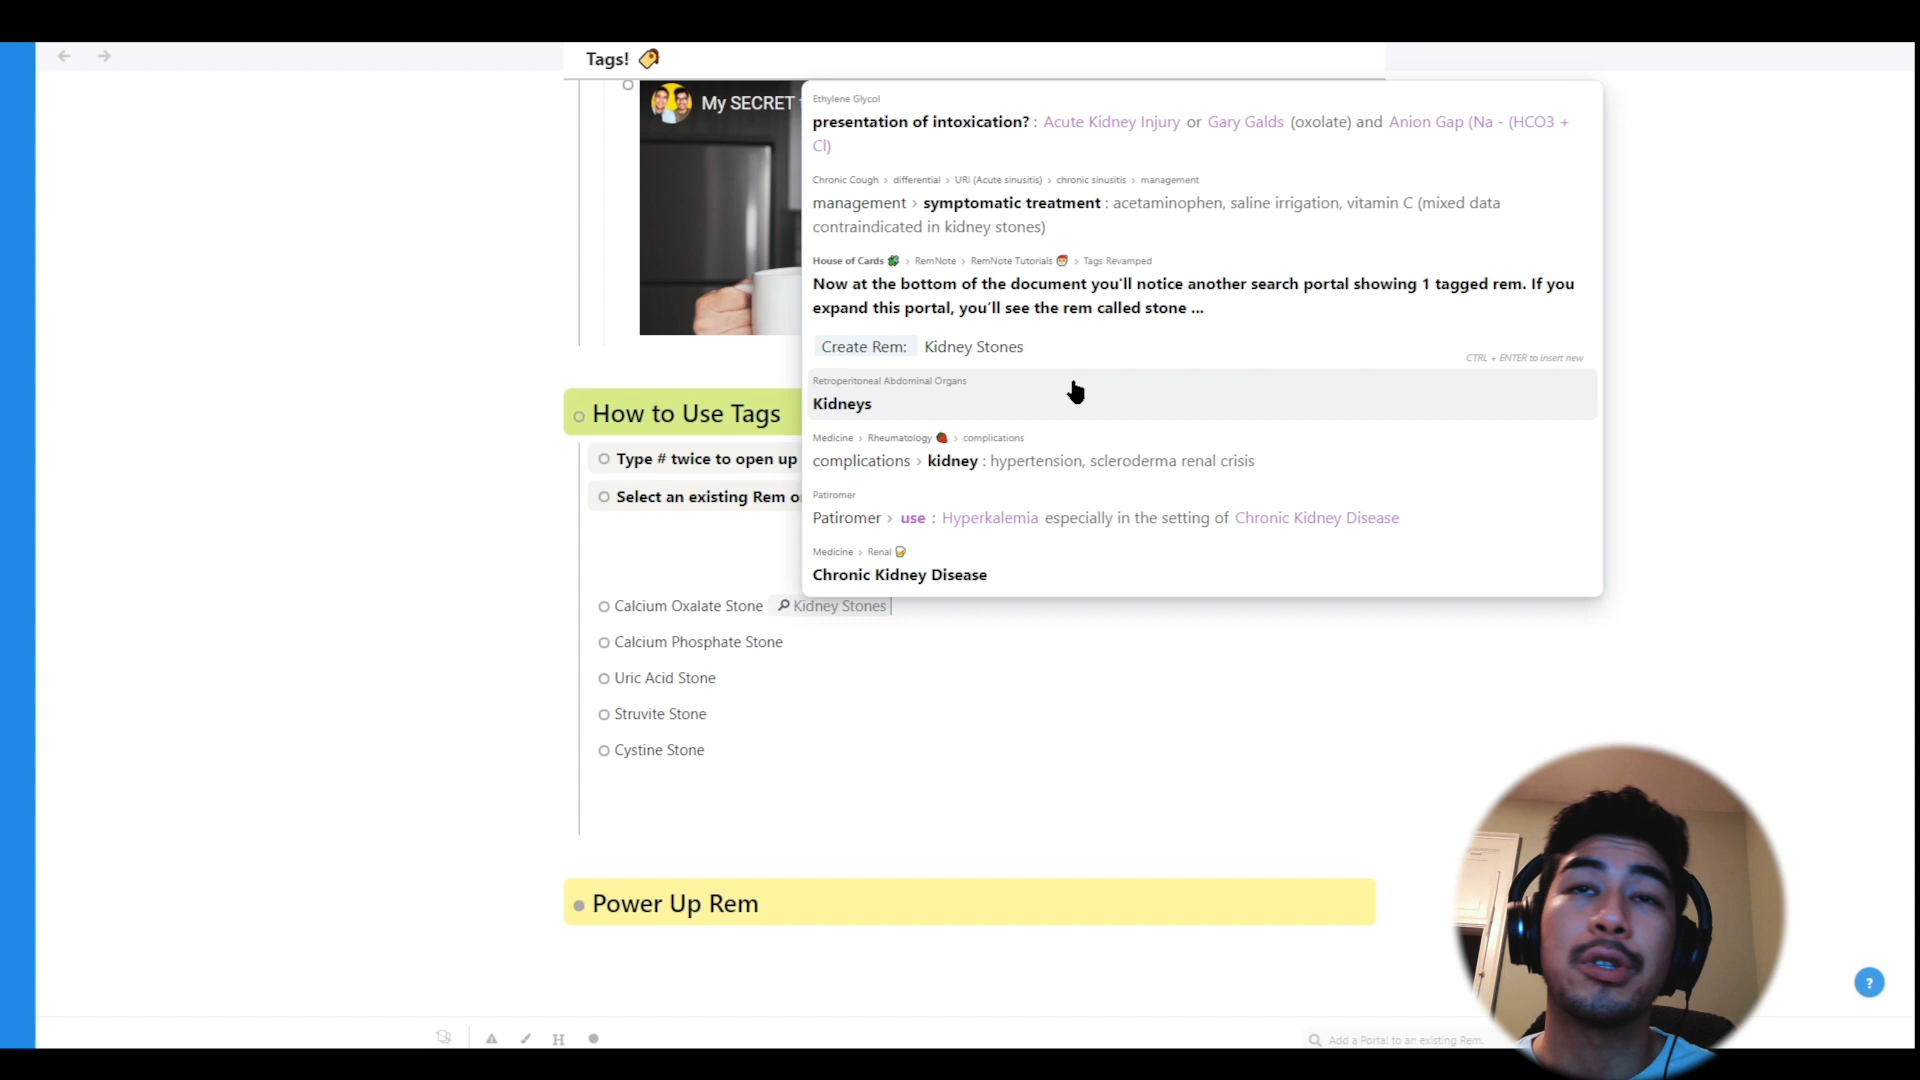 Tags!
My SECRET
Ethylene Glycol
presentation of intoxication? : Acute Kidney Injury or Gary Galds (oxolate) and Anion Gap (Na - (HCO3 +
Cl)
Chronic Cough > differential > URI (Acute sinusitis) > chronic sinusitis > management
management > symptomatic treatment : acetaminophen, saline irrigation, vitamin C (mixed data
contraindicated in kidney stones)
House of Cards > RemNote > RemNote Tutorials > Tags Revamped
Now at the bottom of the document you'll notice another search portal showing 1 tagged rem. If you
expand this portal, you'll see the rem called stone ...
Create Rem: Kidney Stones
CTRL + ENTER to insert new
Retroperitoneal Abdominal Organs
Kidneys
How to Use Tags
Medicine > Rheumatology > complications
complications > kidney : hypertension, scleroderma renal crisis
Type # twice to open up
Patiromer
Select an existing Rem o
Patiromer > use : Hyperkalemia especially in the setting of Chronic Kidney Disease
Medicine > Renal
Chronic Kidney Disease
Calcium Oxalate Stone Kidney Stones
Calcium Phosphate Stone
Uric Acid Stone
Struvite Stone
Cystine Stone
Power Up Rem
?
H
Add a Portal to an existing Rem.